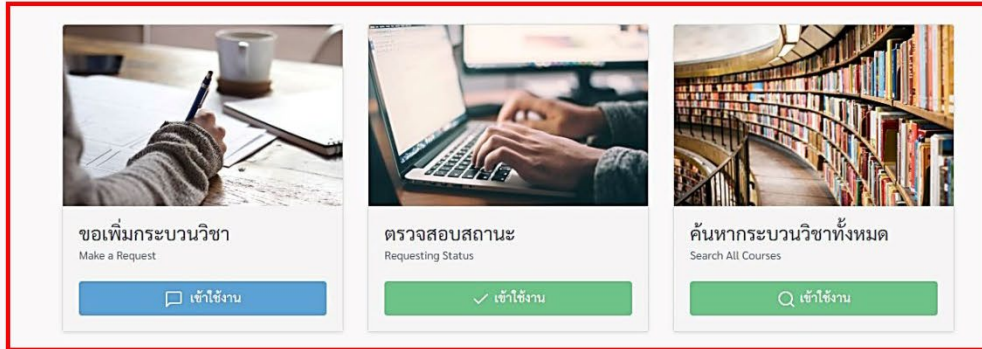 ขอเพิ่มกระบวนวิชา
Make a Request
เข้าใช้งาน
ตรวจสอบสถานะ
Requesting Status
เข้าใช้งาน
ค้นหากระบวนวิชาทั้งหมด
Search All Courses
เข้าใช้งาน